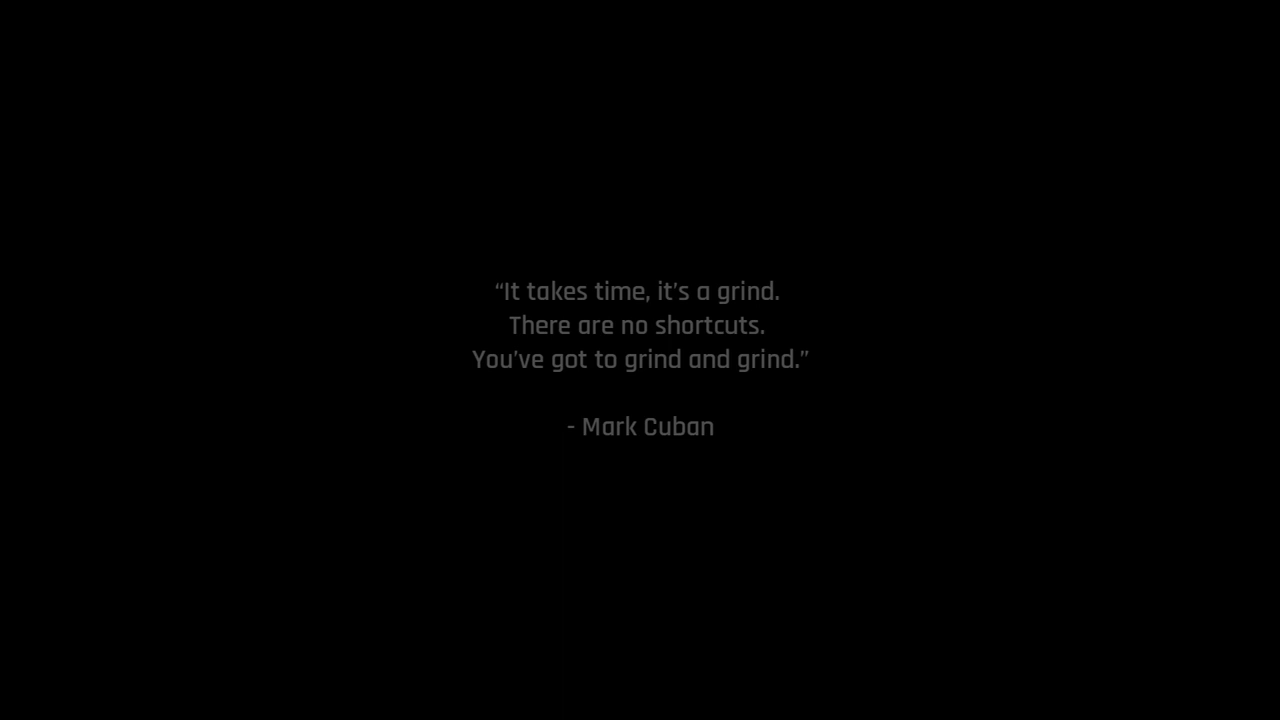 “It takes time, it’s a grind.
There are no shortcuts.
You’ve got to grind and grind.”
- Mark Cuban